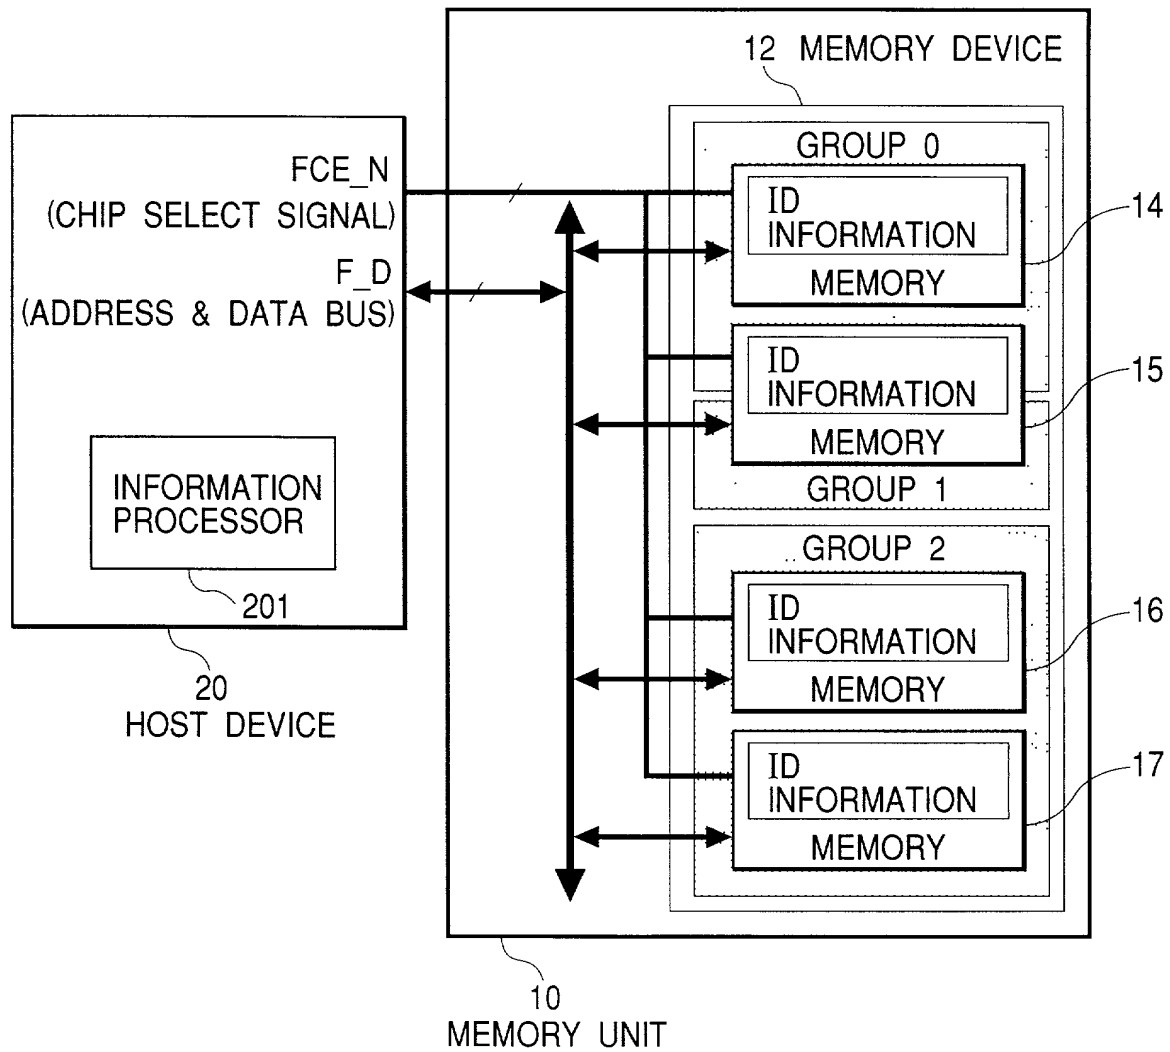 12 MEMORY DEVICE
FCE_N
(CHIP SELECT SIGNAL)
F_D
(ADDRESS & DATA BUS)
INFORMATION
PROCESSOR
201
20
HOST DEVICE
GROUP 0
ID
INFORMATION
MEMORY
14
ID
INFORMATION
MEMORY
15
GROUP 1
GROUP 2
ID
INFORMATION
MEMORY
16
ID
INFORMATION
MEMORY
17
10
MEMORY UNIT